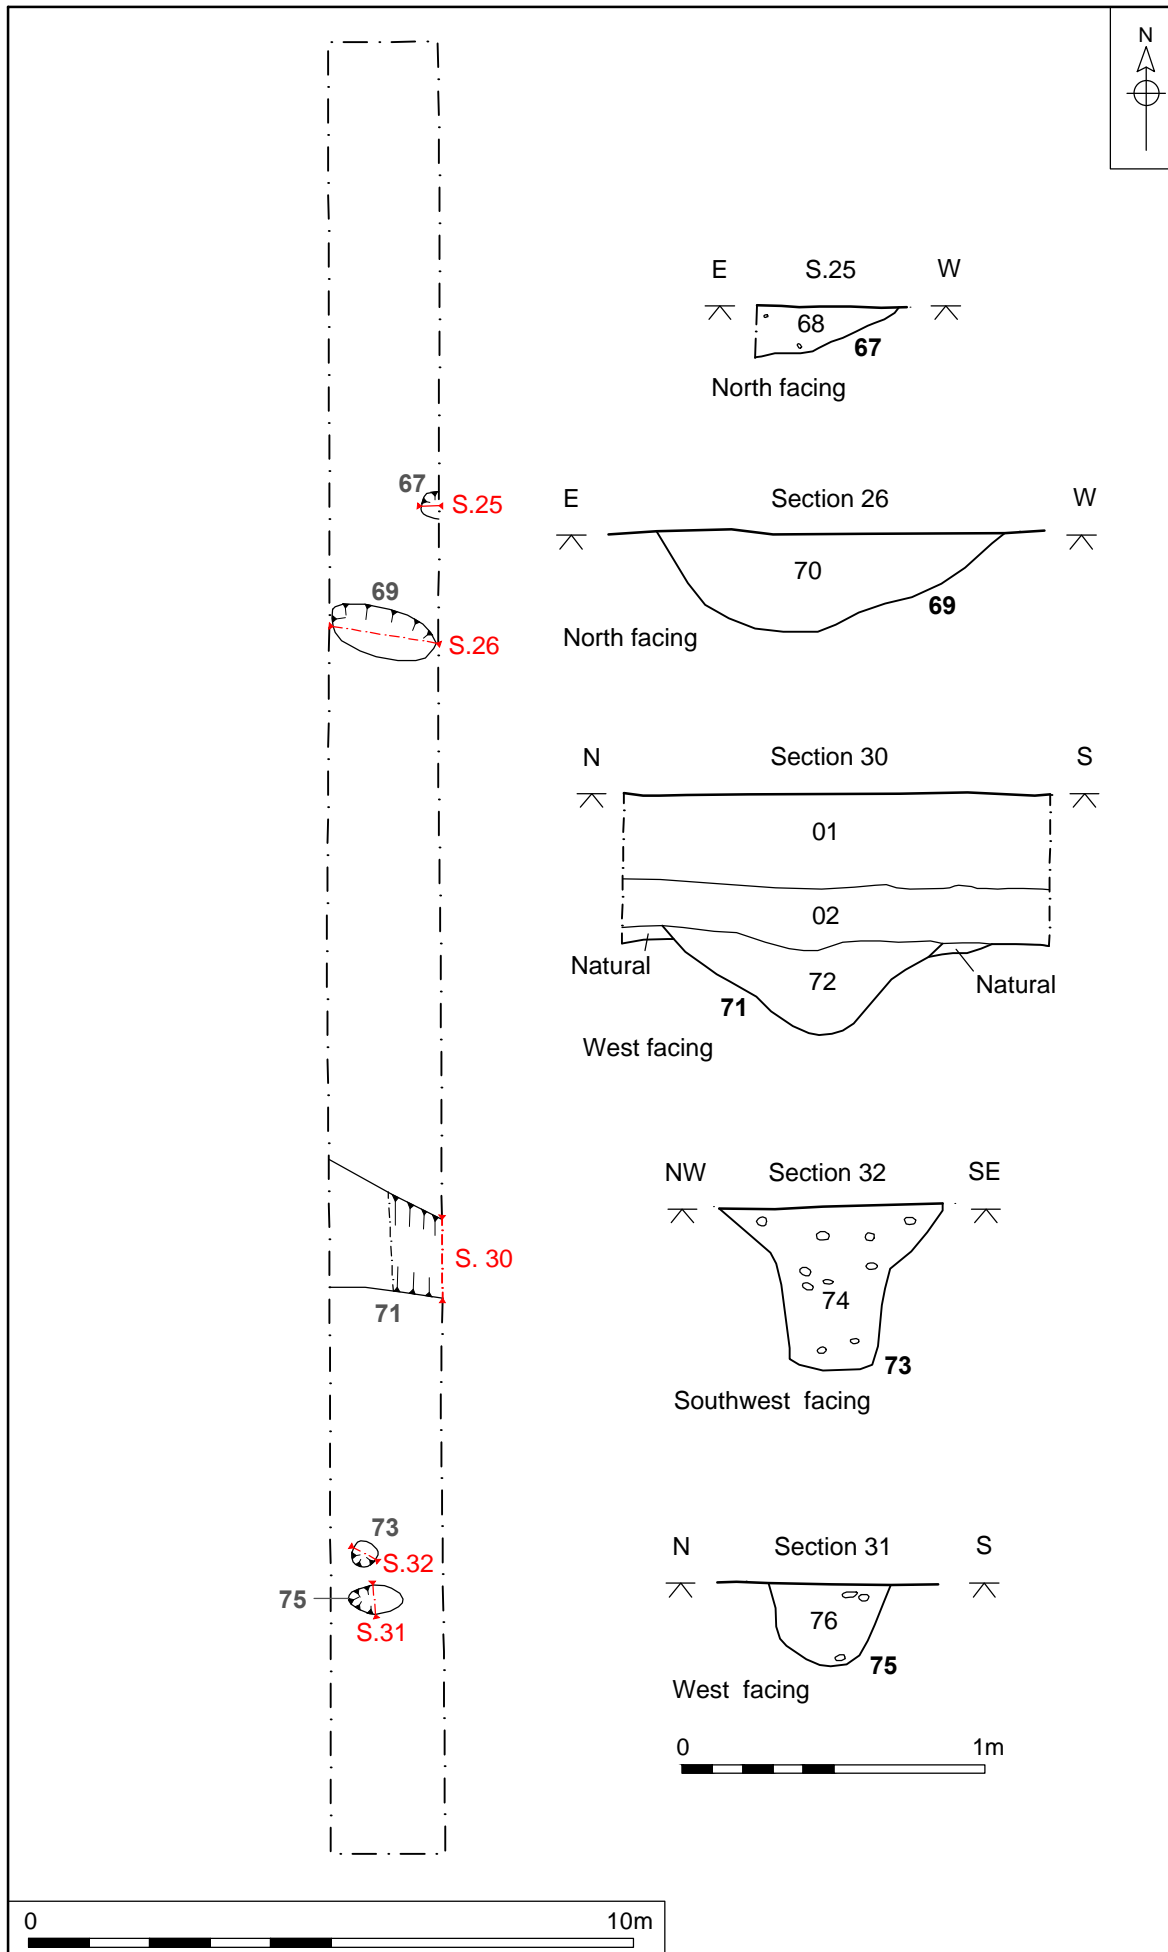 N
E S.25 W
68
67
North facing
67
S.25
E Section 26 W
70
69
North facing
69
S.26
N Section 30 S
01
02
Natural
72
Natural
71
West facing
S. 30
71
NW Section 32 SE
74
73
Southwest facing
73
S.32
75
S.31
N Section 31 S
76
75
West facing
0 1m
0 10m